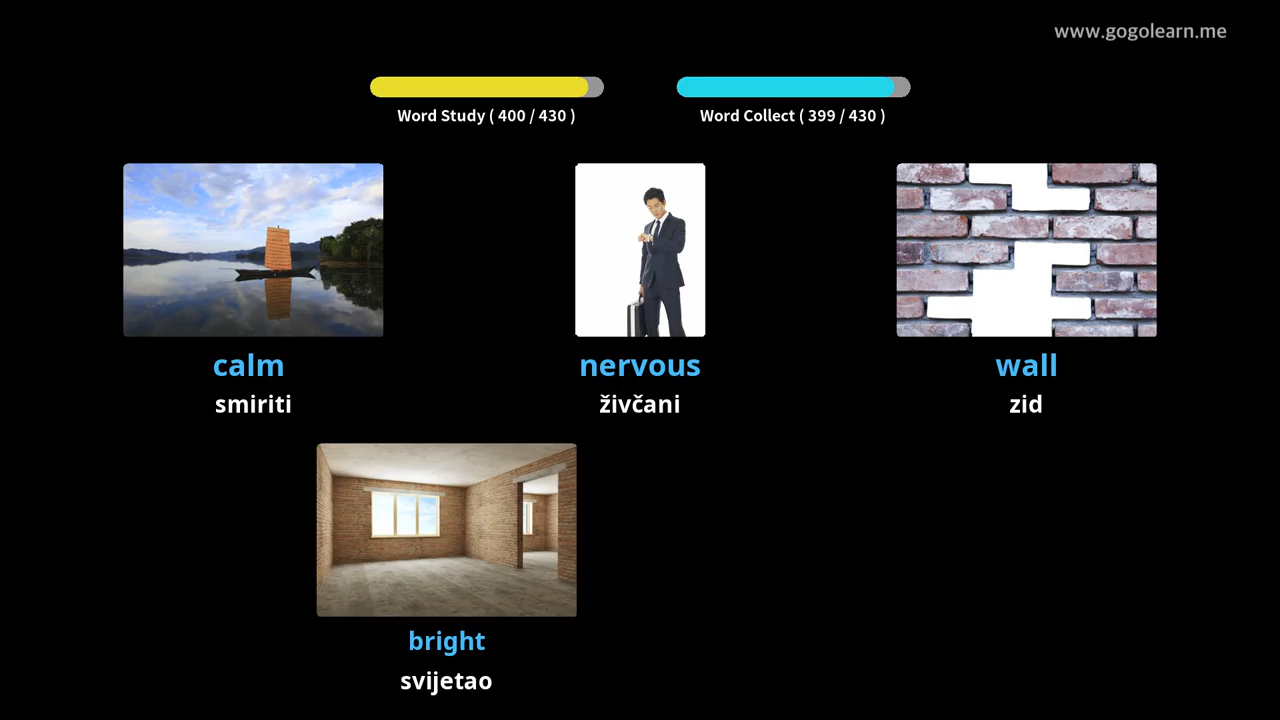 www.gogolearn.me
Word Study ( 400 / 430 )
Word Collect ( 399 / 430 )
calm
smiriti
nervous
živčani
wall
zid
bright
svijetao